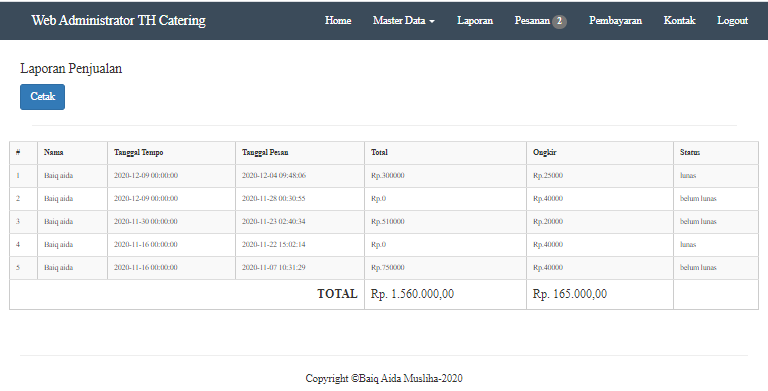 Web Administrator TH Catering Home Master Data Laporan Pesanan 2 Pembayaran Kontak Logout
Laporan Penjualan
Cetak
# Nama Tanggal Tempo Tanggal Pesan Total Ongkir Status
1 Baiq aida 2020-12-09 00:00:00 2020-12-04 09:48:06 Rp.300000 Rp.25000 lunas
2 Baiq aida 2020-12-09 00:00:00 2020-11-28 00:30:55 Rp.0 Rp.40000 belum lunas
3 Baiq aida 2020-11-30 00:00:00 2020-11-23 02:40:34 Rp.510000 Rp.20000 belum lunas
4 Baiq aida 2020-11-16 00:00:00 2020-11-22 15:02:14 Rp.0 Rp.40000 lunas
5 Baiq aida 2020-11-16 00:00:00 2020-11-07 10:31:29 Rp.750000 Rp.40000 belum lunas
TOTAL Rp. 1.560.000,00 Rp. 165.000,00
Copyright ©Baiq Aida Musliha-2020